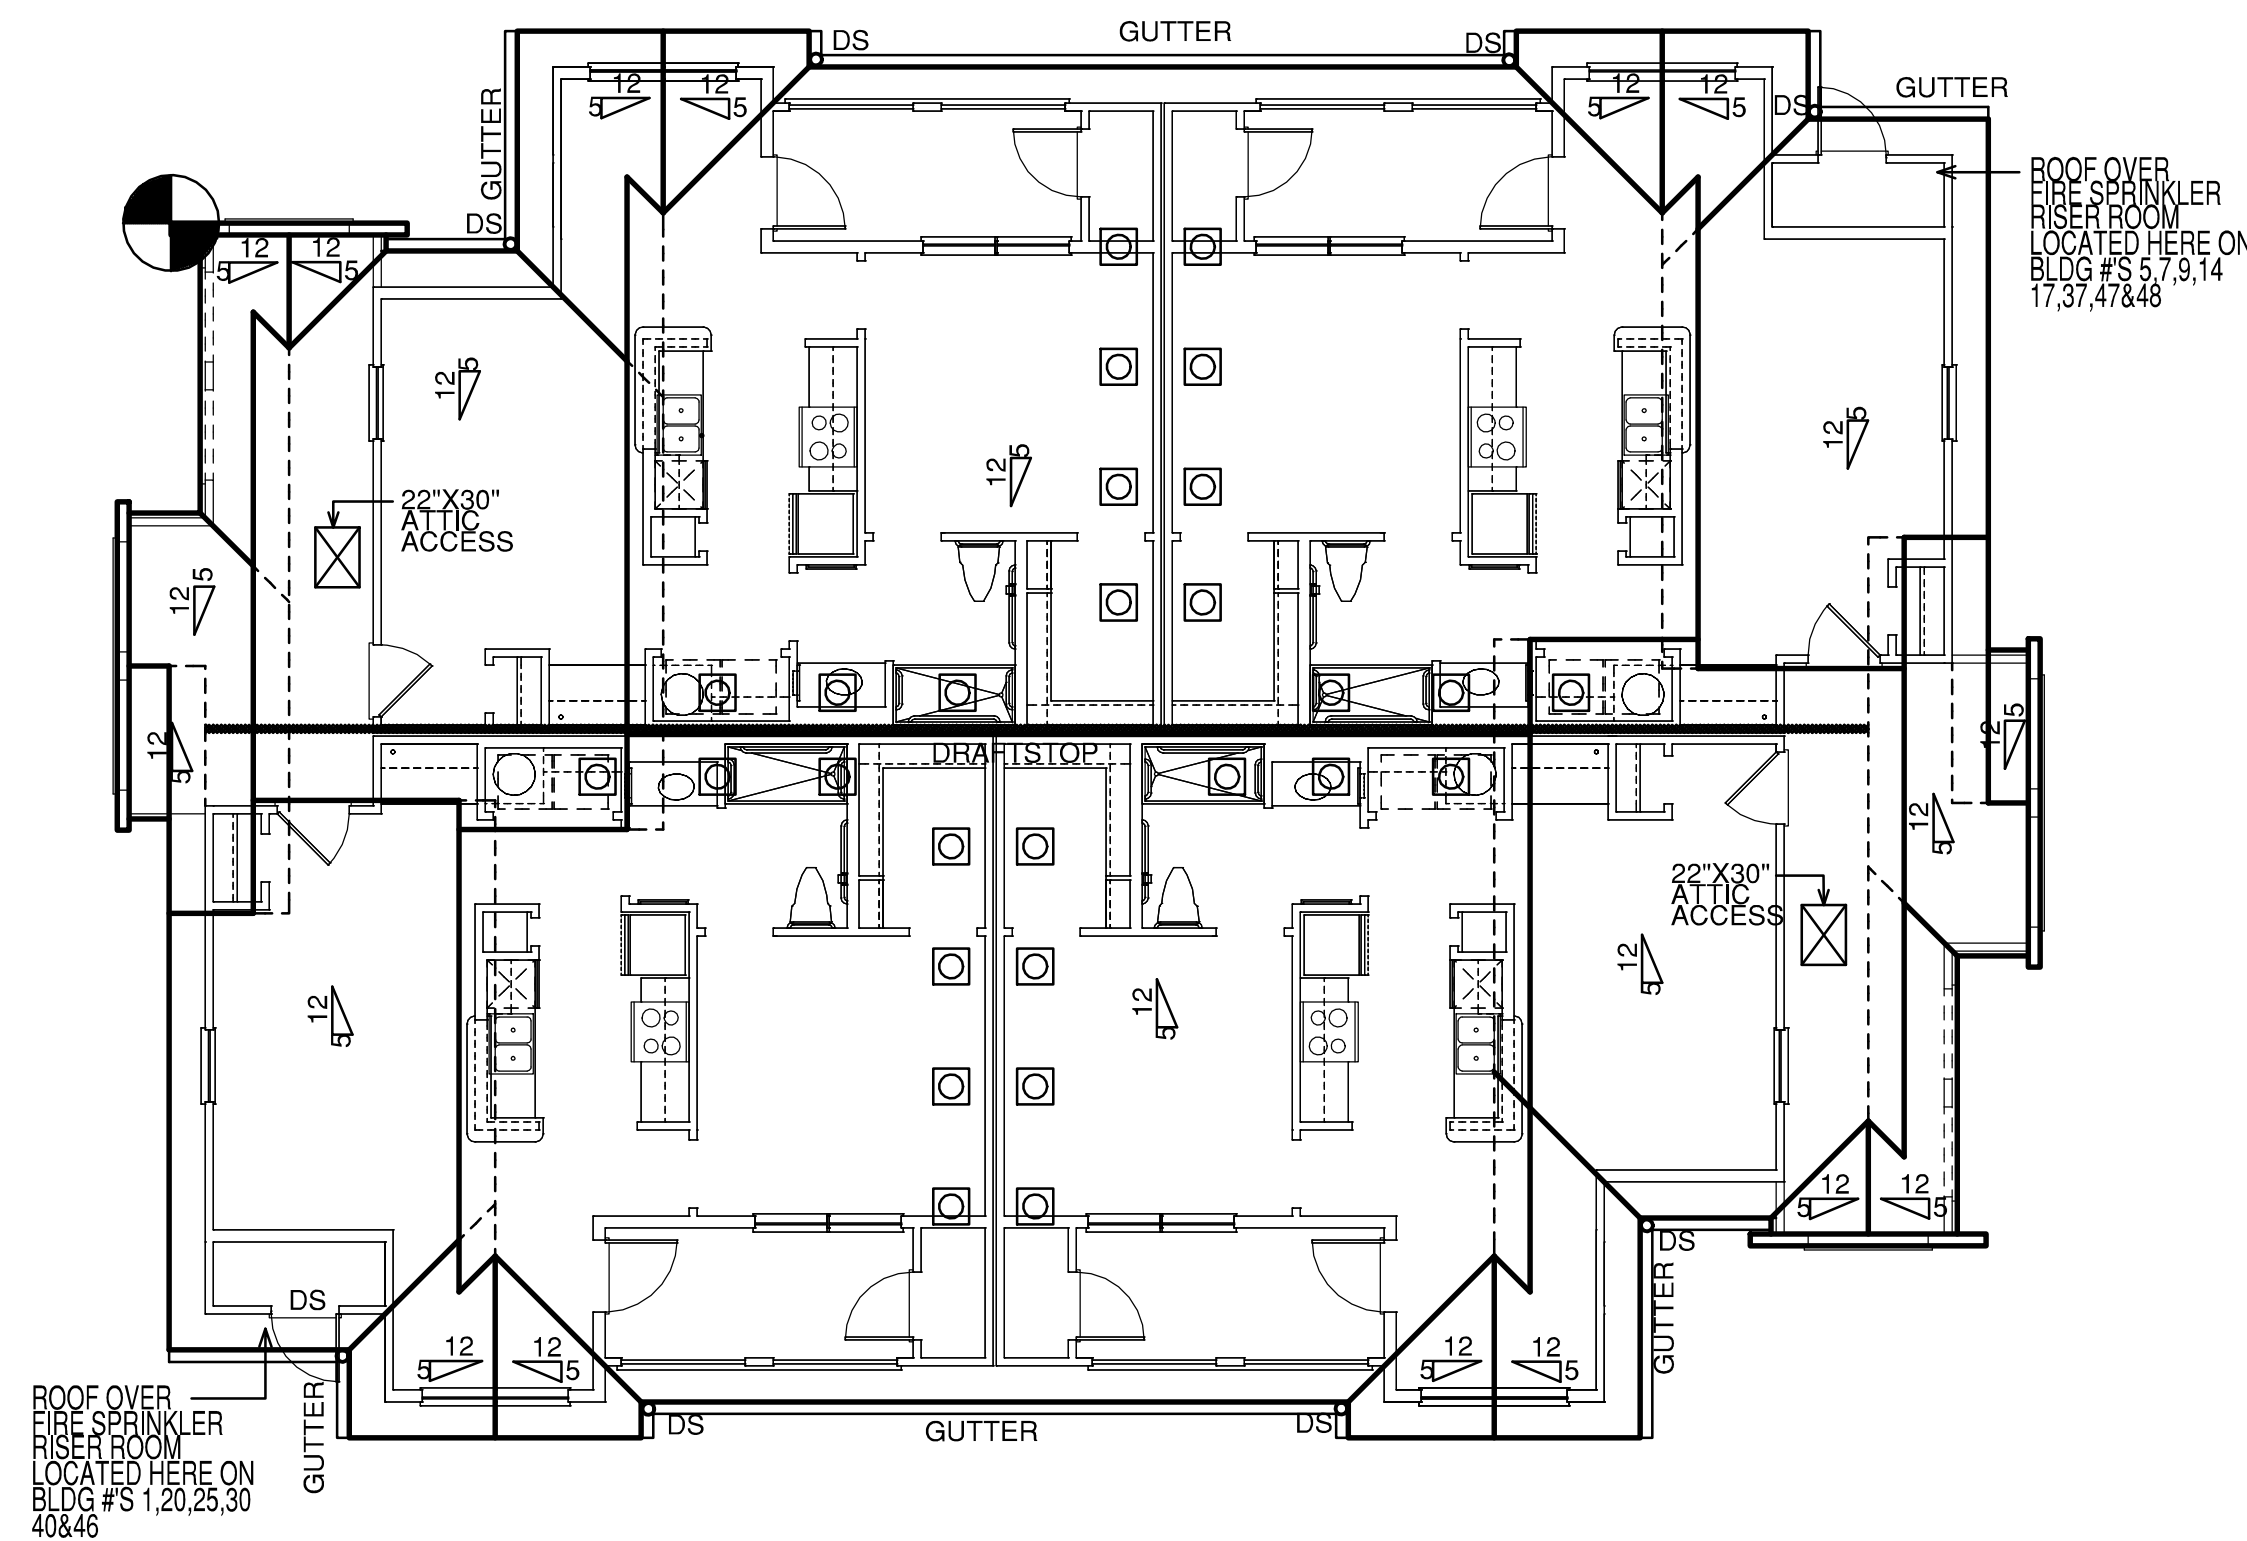 GUTTER
DS
DS
12
12
5
5
12
12
5
5
GUTTER
DS
GUTTER
ROOF OVER
FIRE SPRINKLER
RISER ROOM
LOCATED HERE ON
BLDG #'S 5,7,9,14
17,37,47&48
DS
12
12
5
5
12
5
12
5
12
5
22"X30"
ATTIC
ACCESS
12
5
12
5
12
5
DRAFTSTOP
12
5
22"X30"
ATTIC
ACCESS
12
5
12
5
12
5
12
12
5
5
DS
GUTTER
DS
12
12
5
5
12
12
5
5
ROOF OVER
FIRE SPRINKLER
RISER ROOM
LOCATED HERE ON
BLDG #'S 1,20,25,30
40&46
GUTTER
DS
GUTTER
DS